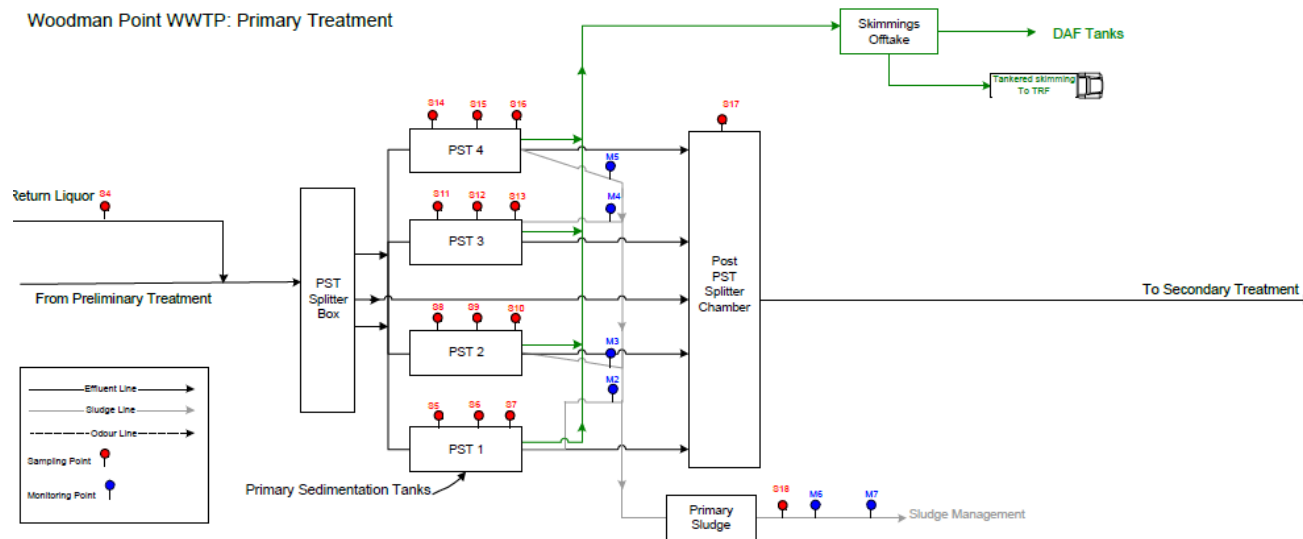 Woodman Point WWTP: Primary Treatment
Skimmings
Offtake
DAF Tanks
Tankered skimming
To TRF
S14
S15
S16
S17
PST 4
M5
Return Liquor
S4
S11
S12
S13
M4
PST 3
PST
Splitter
Box
Post
PST
Splitter
Chamber
From Preliminary Treatment
To Secondary Treatment
S8
S9
S10
M3
PST 2
M2
S5
S6
S7
PST 1
Effluent Line
Sludge Line
Odour Line
Sampling Point
Monitoring Point
Primary Sedimentation Tanks
Primary
Sludge
S18
M6
M7
Sludge Management